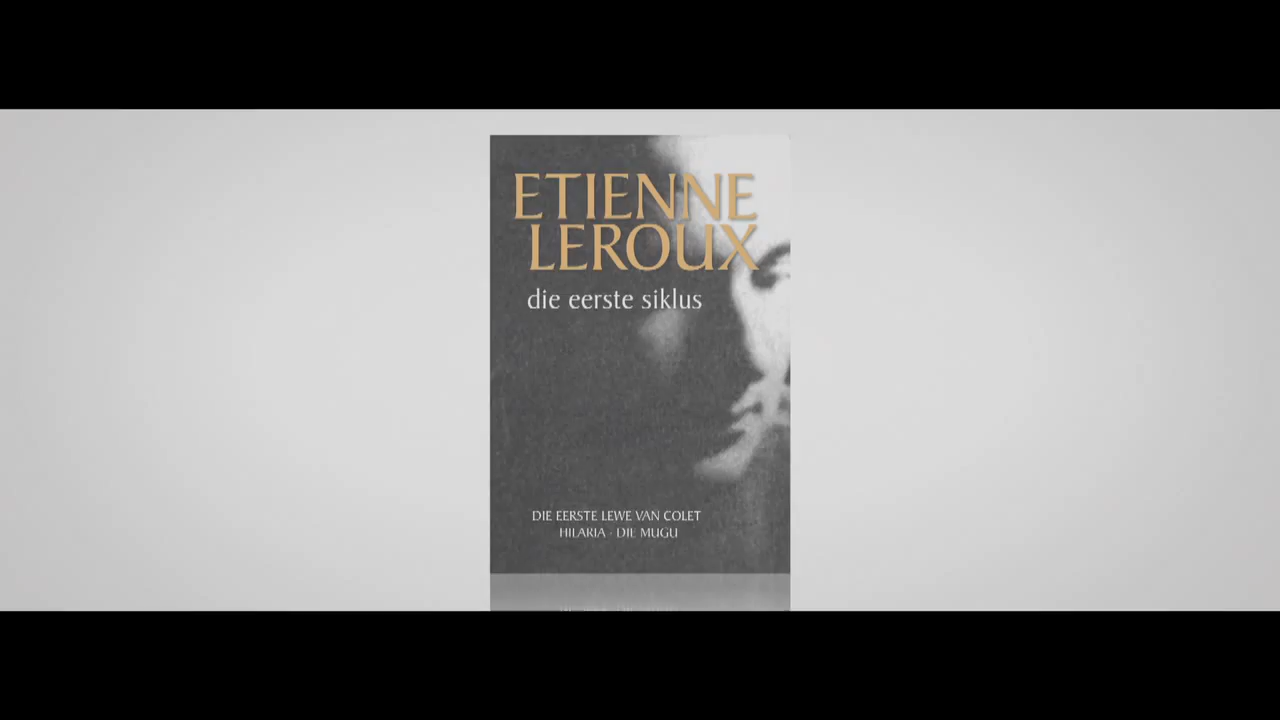 ETIENNE
LEROUX
die eerste siklus
DIE EERSTE LEWE VAN COLET
HILARIA · DIE MUGU